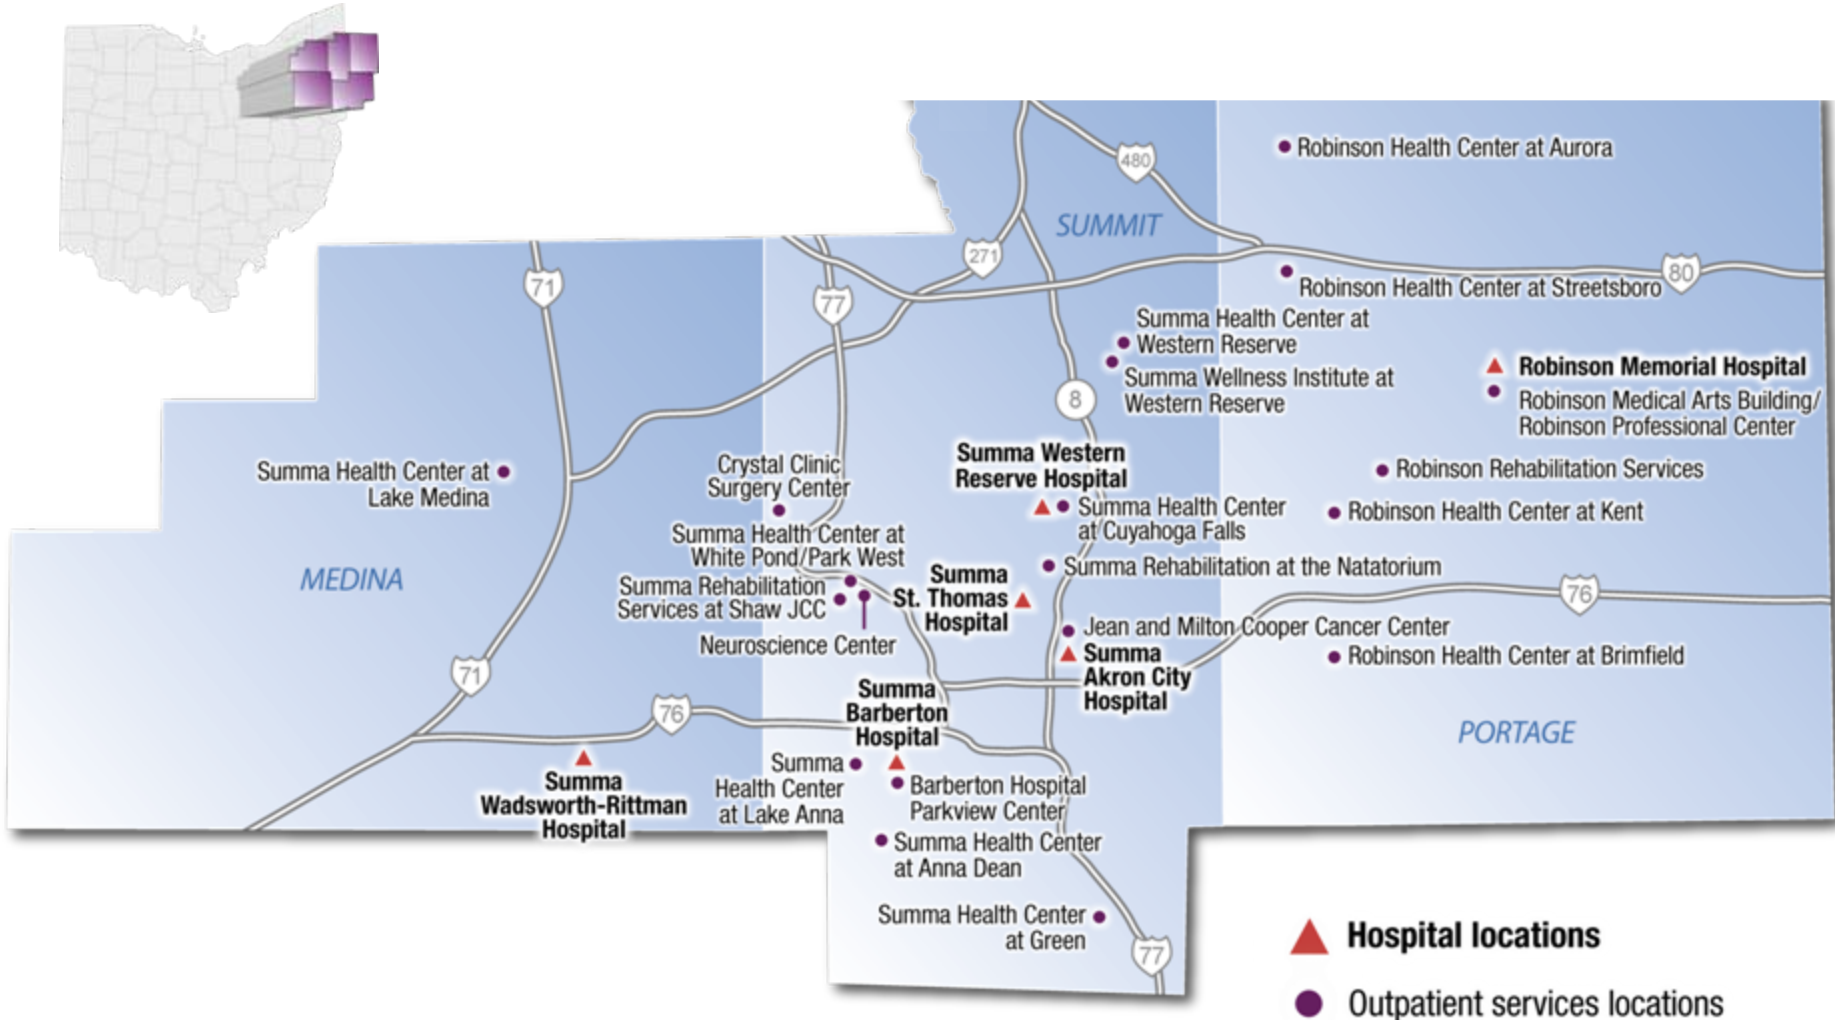 480
Robinson Health Center at Aurora
SUMMIT
271
71
77
80
Robinson Health Center at Streetsboro
Summa Health Center at
Western Reserve
Summa Wellness Institute at
Western Reserve
Robinson Memorial Hospital
Robinson Medical Arts Building/
Robinson Professional Center
8
Summa Western
Reserve Hospital
Crystal Clinic
Surgery Center
Summa Health Center at
Lake Medina
Robinson Rehabilitation Services
Summa Health Center
at Cuyahoga Falls
Robinson Health Center at Kent
Summa Health Center at
White Pond/Park West
MEDINA
Summa Rehabilitation
Services at Shaw JCC
Neuroscience Center
Summa
St. Thomas
Hospital
Summa Rehabilitation at the Natatorium
76
Jean and Milton Cooper Cancer Center
Summa
Akron City
Hospital
Robinson Health Center at Brimfield
71
76
Summa
Barberton
Hospital
PORTAGE
Summa
Wadsworth-Rittman
Hospital
Summa
Health Center
at Lake Anna
Barberton Hospital
Parkview Center
Summa Health Center
at Anna Dean
Summa Health Center
at Green
77
Hospital locations
Outpatient services locations